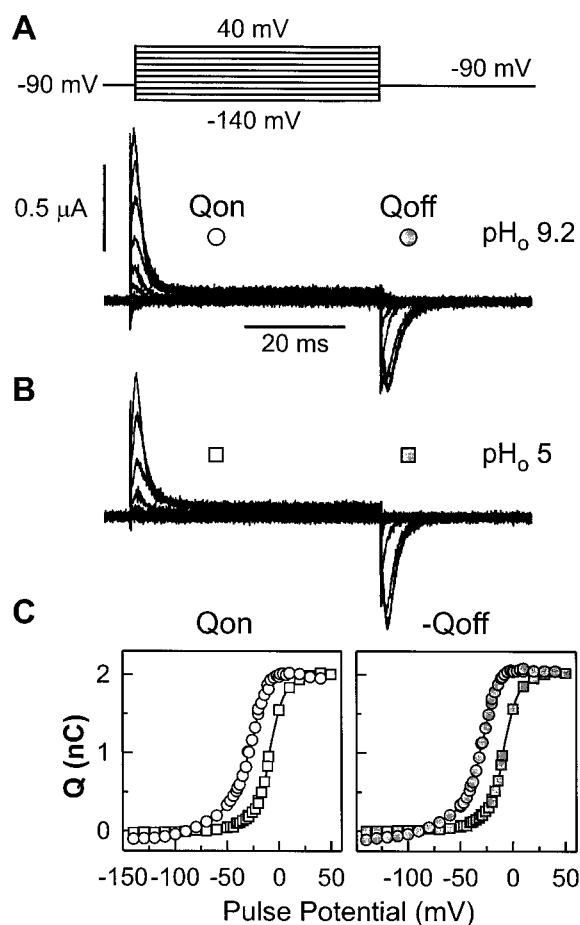 A
40 mV
-90 mV
-90 mV
-140 mV
0.5 µA
Qon
Qoff
pHo 9.2
20 ms
B
pHo 5
C
Qon
-Qoff
Q (nC)
2
1
0
-150 -100 -50 0 50
-100 -50 0 50
Pulse Potential (mV)